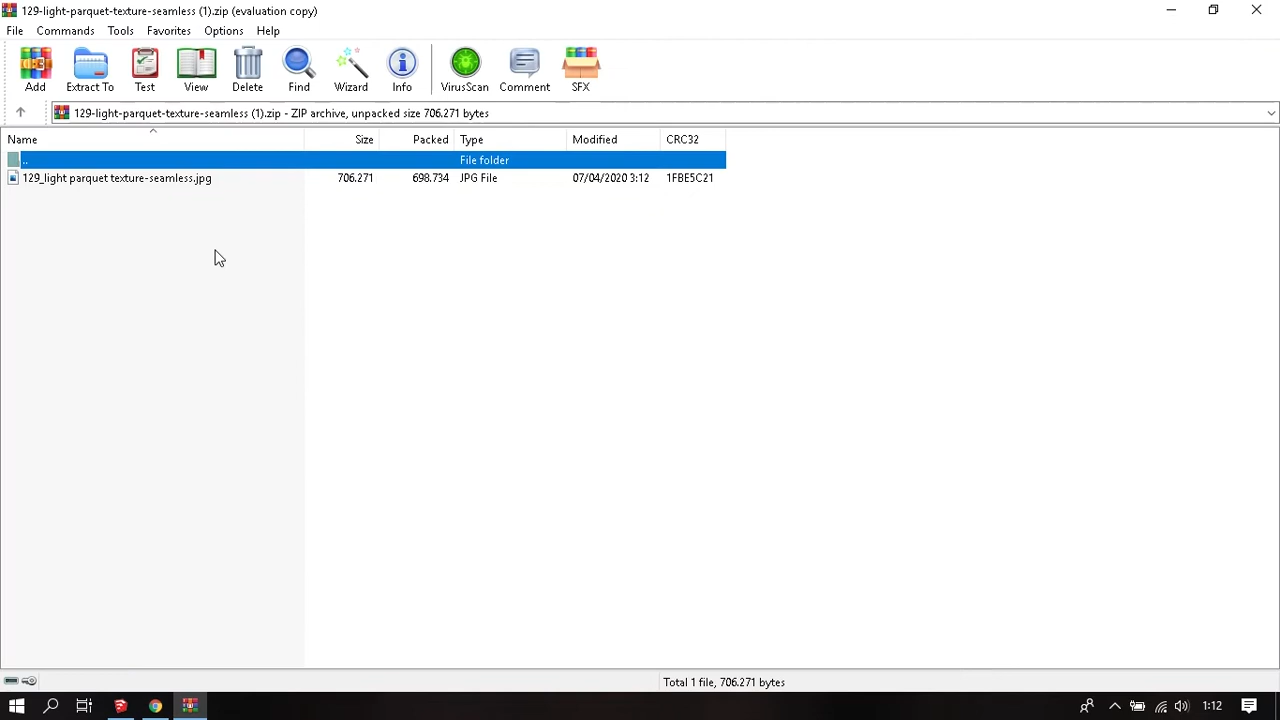 129-light-parquet-texture-seamless (1).zip (evaluation copy)
File Commands Tools Favorites Options Help
Add Extract To Test View Delete Find Wizard Info VirusScan Comment SFX
129-light-parquet-texture-seamless (1).zip - ZIP archive, unpacked size 706.271 bytes
Name Size Packed Type Modified CRC32
.. File folder
129_light parquet texture-seamless.jpg 706.271 698.734 JPG File 07/04/2020 3:12 1FBE5C21
Total 1 file, 706.271 bytes
1:12